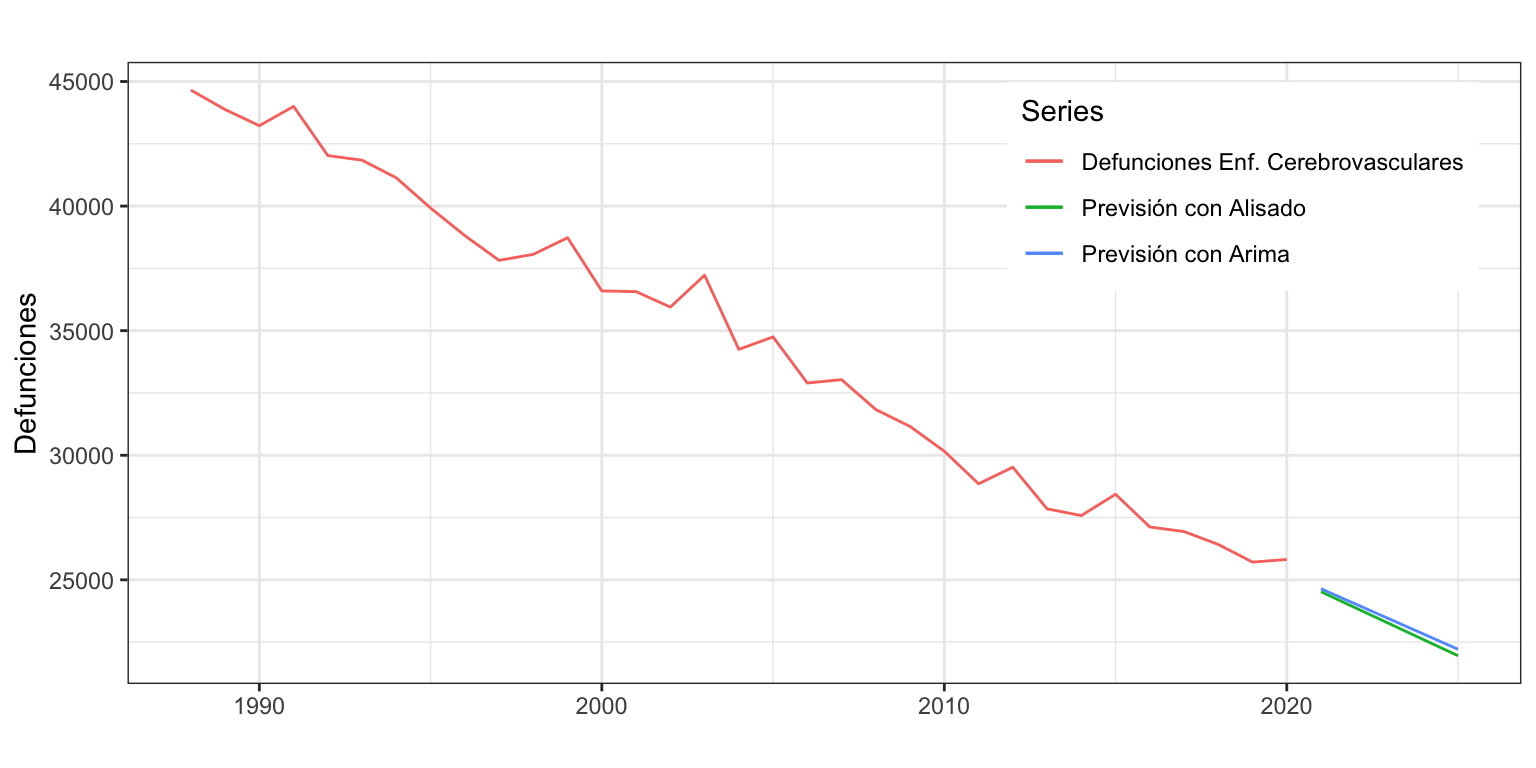 45000
40000
35000
30000
25000
Defunciones
1990
2000
2010
2020
Series
Defunciones Enf. Cerebrovasculares
Previsión con Alisado
Previsión con Arima